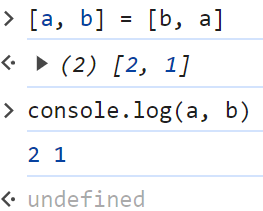 > [a, b] = [b, a]
<· ▶ (2) [2, 1]
> console.log(a, b)
2 1
<· undefined